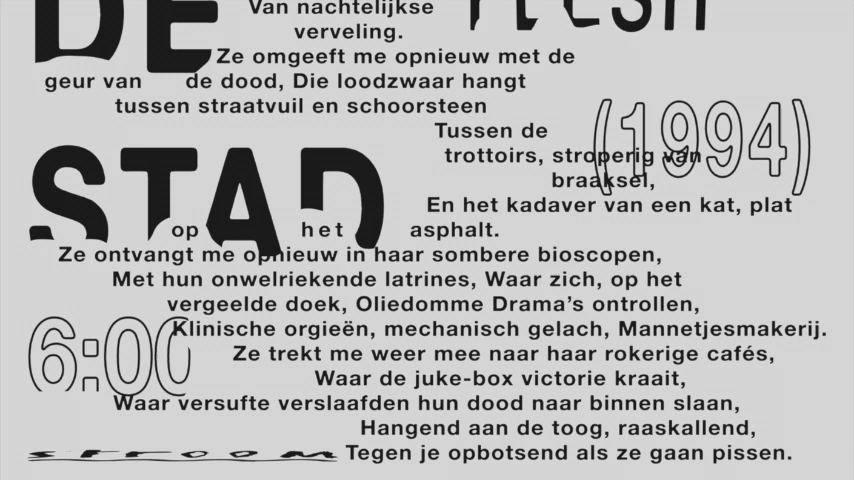 DE
Van nachtelijkse
FLESH
verveling.
Ze omgeeft me opnieuw met de
geur van de dood, Die loodzwaar hangt
tussen straatvuil en schoorsteen
(1994)
Tussen de
trottoirs, stroperig van
braaksel,
STAD
En het kadaver van een kat, plat
op het asphalt.
Ze ontvangt me opnieuw in haar sombere bioscopen,
Met hun onwelriekende latrines, Waar zich, op het
vergeelde doek, Oliedomme Drama's ontrollen,
6:00
Klinische orgieën, mechanisch gelach, Mannetjesmakerij.
Ze trekt me weer mee naar haar rokerige cafés,
Waar de juke-box victorie kraait,
Waar versufte verslaafden hun dood naar binnen slaan,
Hangend aan de toog, raaskallend,
stroom
Tegen je opbotsend als ze gaan pissen.